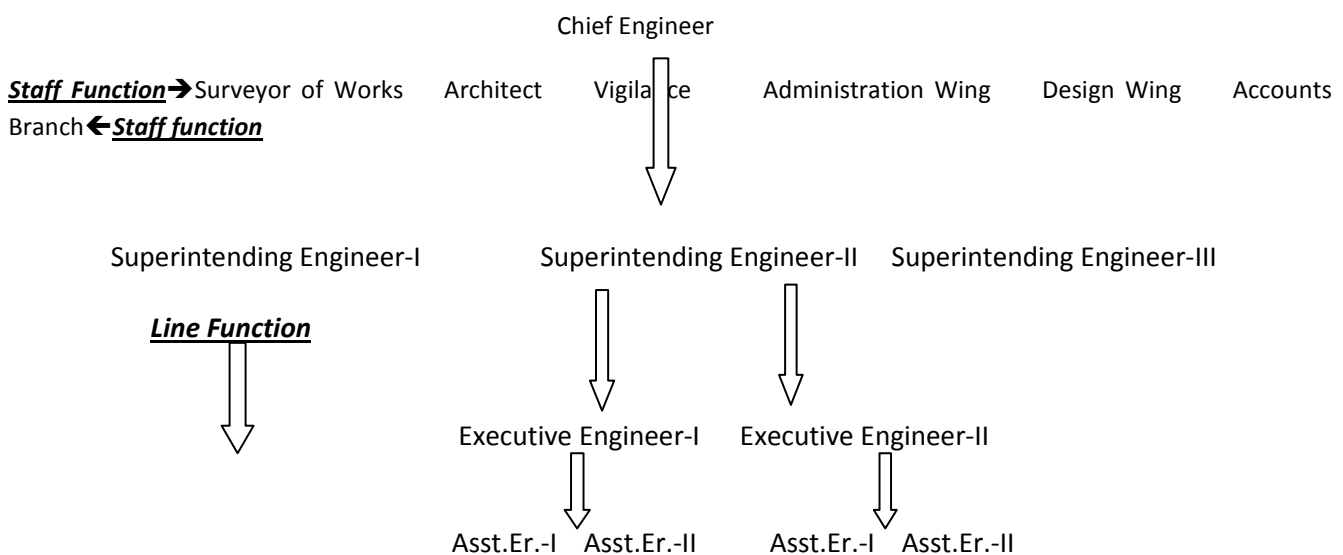 Chief Engineer
Staff Function➔Surveyor of Works Architect Vigilance Administration Wing Design Wing Accounts
Branch🡸Staff function
Superintending Engineer-I Superintending Engineer-II Superintending Engineer-III
Line Function
Executive Engineer-I Executive Engineer-II
Asst.Er.-I Asst.Er.-II Asst.Er.-I Asst.Er.-II